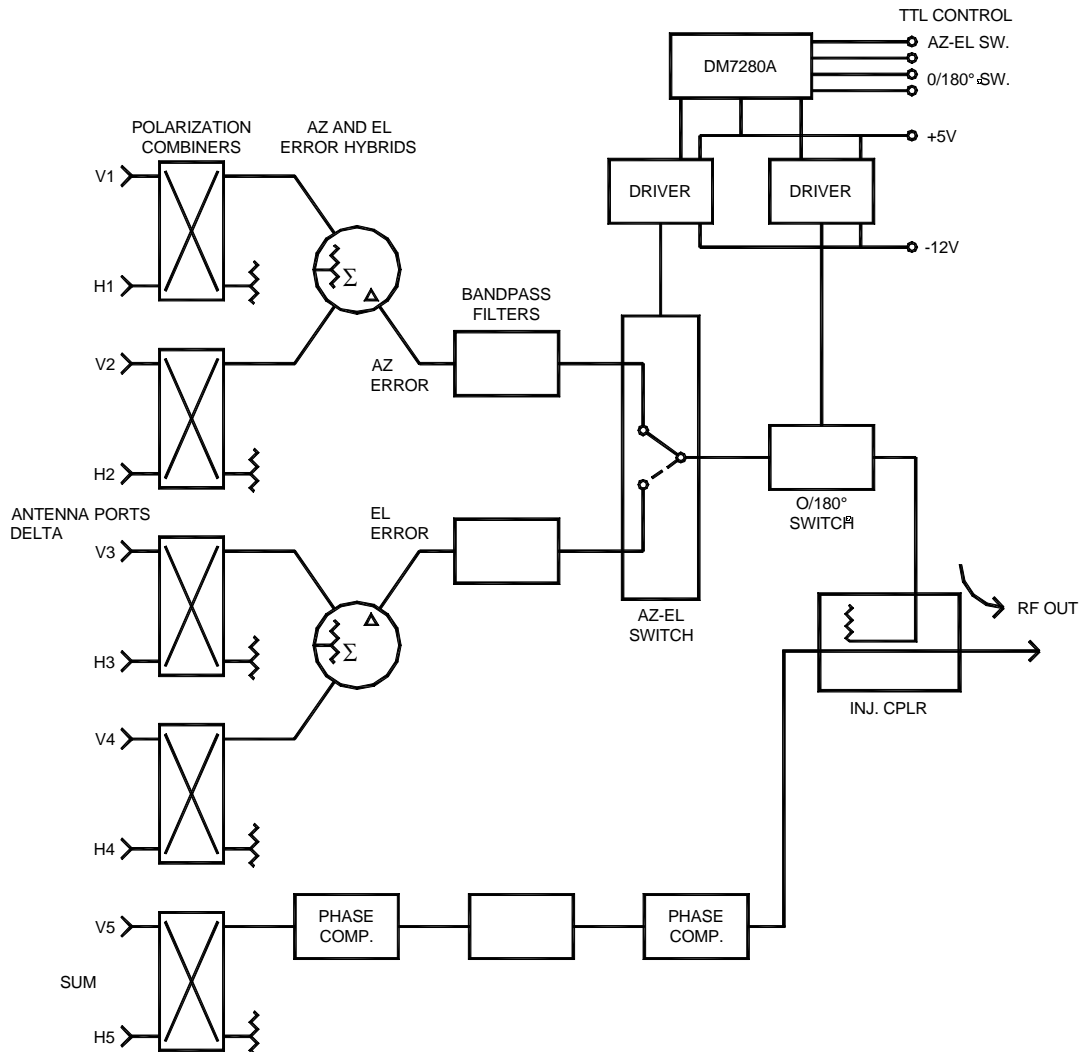 TTL CONTROL
AZ-EL SW.
DM7280A
0/180° SW.
POLARIZATION
COMBINERS
AZ AND EL
ERROR HYBRIDS
+5V
V1
DRIVER
DRIVER
-12V
H1
Σ
Δ
BANDPASS
FILTERS
V2
AZ
ERROR
H2
O/180°
SWITCH
ANTENNA PORTS
DELTA
EL
ERROR
V3
RF OUT
AZ-EL
SWITCH
Δ
Σ
H3
INJ. CPLR
V4
H4
V5
PHASE
COMP.
PHASE
COMP.
SUM
H5